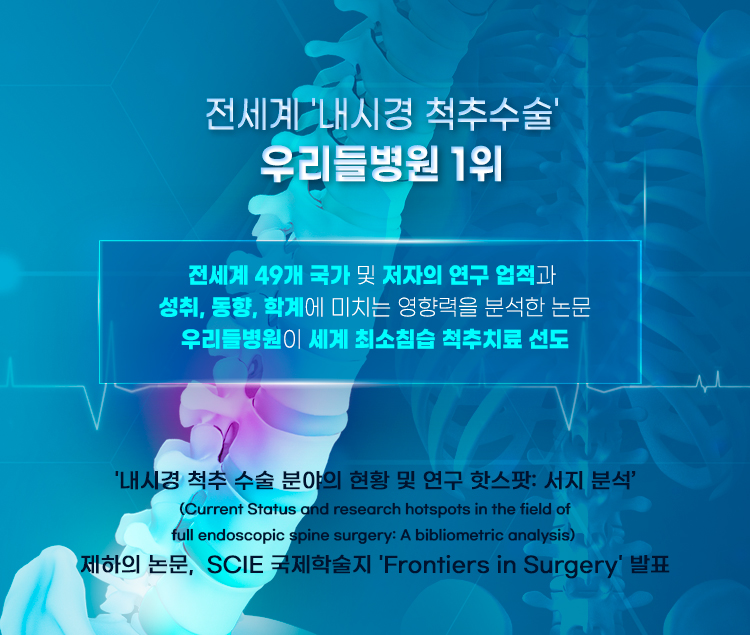 전세계 '내시경 척추수술'
우리들병원 1위
전세계 49개 국가 및 저자의 연구 업적과
성취, 동향, 학계에 미치는 영향력을 분석한 논문
우리들병원이 세계 최소침습 척추치료 선도
'내시경 척추 수술 분야의 현황 및 연구 핫스팟: 서지 분석'
(Current Status and research hotspots in the field of
full endoscopic spine surgery: A bibliometric analysis)
제하의 논문, SCIE 국제학술지 'Frontiers in Surgery' 발표